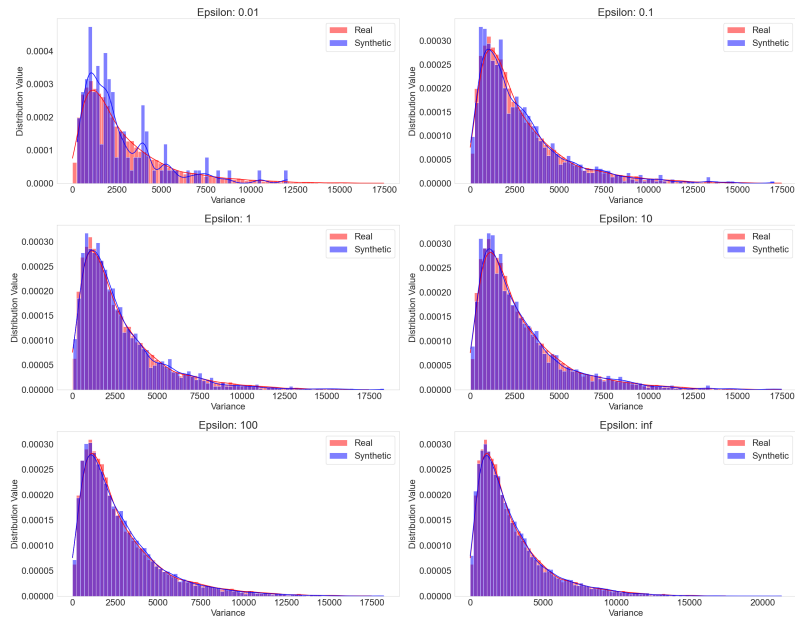 Epsilon: 0.01
Distribution Value
0.0004
0.0003
0.0002
0.0001
0.0000
0 2500 5000 7500 10000 12500 15000 17500
Variance
Real
Synthetic
Epsilon: 0.1
Distribution Value
0.00030
0.00025
0.00020
0.00015
0.00010
0.00005
0.00000
0 2500 5000 7500 10000 12500 15000 17500
Variance
Real
Synthetic
Epsilon: 1
Distribution Value
0.00030
0.00025
0.00020
0.00015
0.00010
0.00005
0.00000
0 2500 5000 7500 10000 12500 15000 17500
Variance
Real
Synthetic
Epsilon: 10
Distribution Value
0.00030
0.00025
0.00020
0.00015
0.00010
0.00005
0.00000
0 2500 5000 7500 10000 12500 15000 17500
Variance
Real
Synthetic
Epsilon: 100
Distribution Value
0.00030
0.00025
0.00020
0.00015
0.00010
0.00005
0.00000
0 2500 5000 7500 10000 12500 15000 17500
Variance
Real
Synthetic
Epsilon: inf
Distribution Value
0.00030
0.00025
0.00020
0.00015
0.00010
0.00005
0.00000
0 5000 10000 15000 20000
Variance
Real
Synthetic